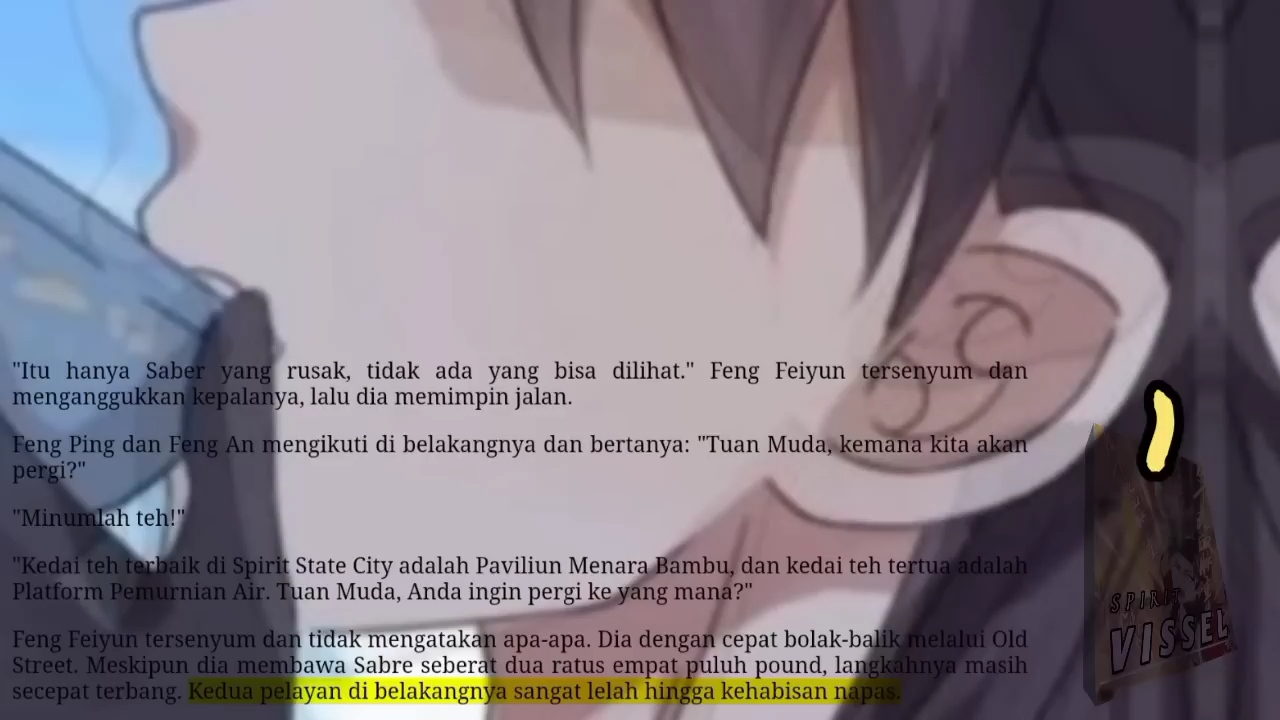 "Itu hanya Saber yang rusak, tidak ada yang bisa dilihat." Feng Feiyun tersenyum dan
menganggukkan kepalanya, lalu dia memimpin jalan.
Feng Ping dan Feng An mengikuti di belakangnya dan bertanya: "Tuan Muda, kemana kita akan
pergi?"
"Minumlah teh!"
"Kedai teh terbaik di Spirit State City adalah Paviliun Menara Bambu, dan kedai teh tertua adalah
Platform Pemurnian Air. Tuan Muda, Anda ingin pergi ke yang mana?"
Feng Feiyun tersenyum dan tidak mengatakan apa-apa. Dia dengan cepat bolak-balik melalui Old
Street. Meskipun dia membawa Sabre seberat dua ratus empat puluh pound, langkahnya masih
secepat terbang. Kedua pelayan di belakangnya sangat lelah hingga kehabisan napas.
SPIRIT
VISSEL